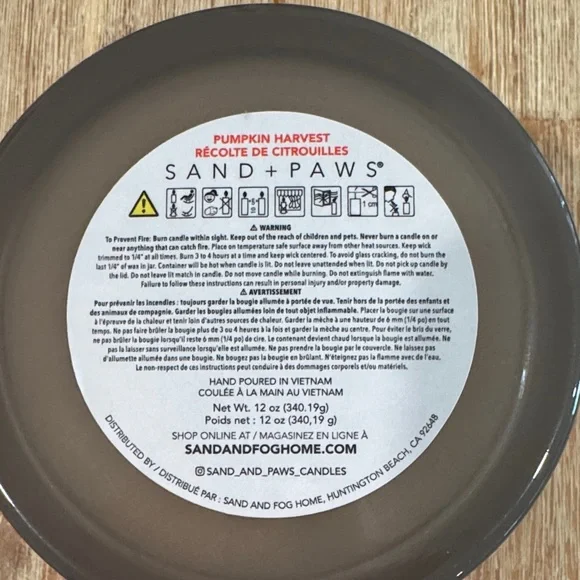 PUMPKIN HARVEST
RÉCOLTE DE CITROUILLES
SAND + PAWS®
1 cm
⚠ WARNING
To Prevent Fire: Burn candle within sight. Keep out of the reach of children and pets. Never burn a candle on or
near anything that can catch fire. Place on temperature safe surface away from other heat sources. Keep wick
trimmed to 1/4" at all times. Burn 3 to 4 hours at a time and keep wick centered. To avoid glass cracking, do not burn the
last 1/4" of wax in jar. Container will be hot when candle is lit. Do not leave unattended when lit. Do not pick up candle by
the lid. Do not leave lit match in candle. Do not move candle while burning. Do not extinguish flame with water.
Failure to follow these instructions can result in personal injury and/or property damage.
⚠ AVERTISSEMENT
Pour prévenir les incendies : toujours garder la bougie allumée à portée de vue. Tenir hors de la portée des enfants et
des animaux de compagnie. Garder les bougies allumées loin de tout objet inflammable. Placer la bougie sur une surface
à l'épreuve de la chaleur et tenir loin d'autres sources de chaleur. Garder la mèche à une hauteur de 6 mm (1/4 po) en tout
temps. Ne pas faire brûler la bougie plus de 3 ou 4 heures à la fois et garder la mèche au centre. Pour éviter le bris du verre,
ne pas brûler la bougie lorsqu'il reste 6 mm (1/4 po) de cire. Le contenant devient chaud lorsque la bougie est allumée. Ne
pas la laisser sans surveillance lorsqu'elle est allumée. Ne pas prendre la bougie par le couvercle. Ne laissez pas
d'allumette allumée dans une bougie. Ne bougez pas la bougie en brûlant. N'éteignez pas la flamme avec de l'eau.
Le non-respect de ces instructions peut conduire à des dommages corporels et/ou matériels.
HAND POURED IN VIETNAM
COULÉE À LA MAIN AU VIETNAM
Net Wt. 12 oz (340.19g)
Poids net : 12 oz (340,19 g)
SHOP ONLINE AT / MAGASINEZ EN LIGNE À
SANDANDFOGHOME.COM
SAND_AND_PAWS_CANDLES
DISTRIBUTED BY / DISTRIBUÉ PAR : SAND AND FOG HOME, HUNTINGTON BEACH, CA 92648